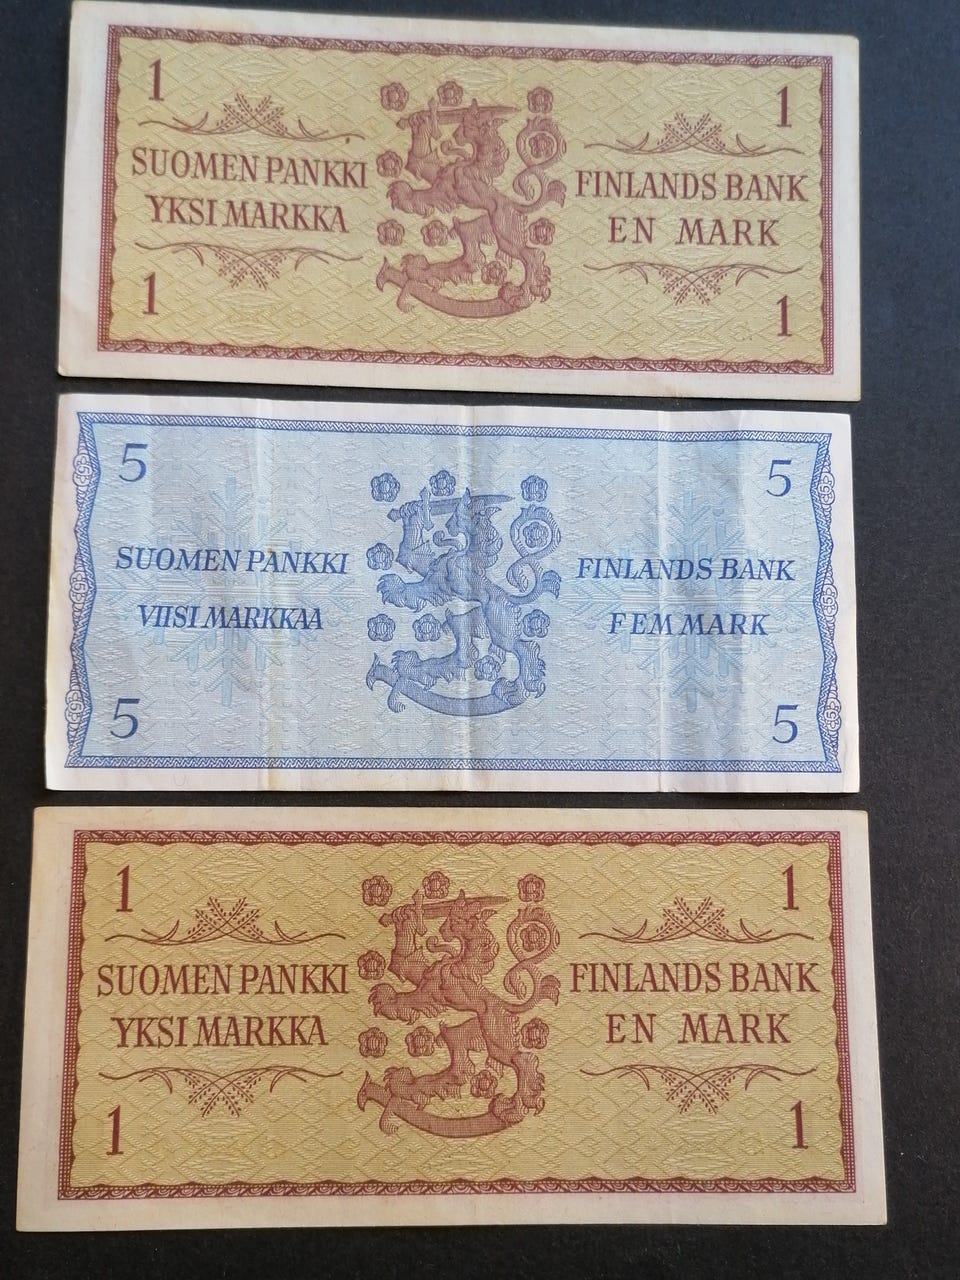 1 1
SUOMEN PANKKI FINLANDS BANK
YKSI MARKKA EN MARK
1 1
5 5
SUOMEN PANKKI FINLANDS BANK
VIISI MARKKAA FEM MARK
5 5
1 1
SUOMEN PANKKI FINLANDS BANK
YKSI MARKKA EN MARK
1 1